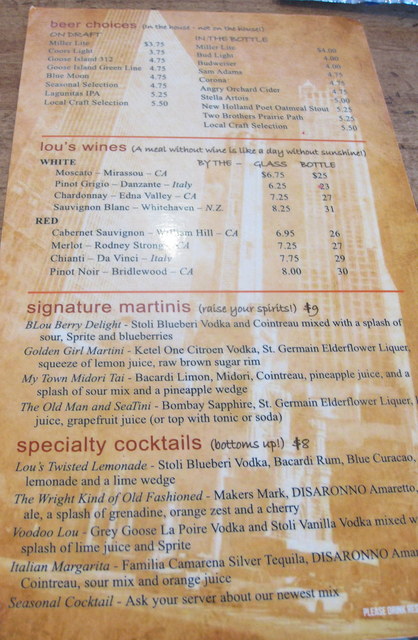 beer choices (in the house - not on the house!)
ON DRAFT
Miller Lite $3.75
Coors Light 3.75
Goose Island 312 4.75
Goose Island Green Line 4.75
Blue Moon 4.75
Seasonal Selection 4.75
Lagunitas IPA 5.25
Local Craft Selection 5.50
IN THE BOTTLE
Miller Lite $4.00
Bud Light 4.00
Budweiser 4.00
Sam Adams 4.75
Corona 4.75
Angry Orchard Cider 4.75
Stella Artois 5.00
New Holland Poet Oatmeal Stout 5.25
Two Brothers Prairie Path 5.25
Local Craft Selection 5.50
lou's wines (A meal without wine is like a day without sunshine!)
WHITE BY THE – GLASS BOTTLE
Moscato – Mirassou – CA $6.75 $25
Pinot Grigio – Danzante – Italy 6.25 23
Chardonnay – Edna Valley – CA 7.25 27
Sauvignon Blanc – Whitehaven – N.Z. 8.25 31
RED
Cabernet Sauvignon – William Hill – CA 6.95 26
Merlot – Rodney Strong – CA 7.25 27
Chianti – Da Vinci – Italy 7.75 29
Pinot Noir – Bridlewood – CA 8.00 30
signature martinis (raise your spirits!) $9
BLou Berry Delight - Stoli Blueberi Vodka and Cointreau mixed with a splash of
sour, Sprite and blueberries
Golden Girl Martini - Ketel One Citroen Vodka, St. Germain Elderflower Liquer,
squeeze of lemon juice, raw brown sugar rim
My Town Midori Tai - Bacardi Limon, Midori, Cointreau, pineapple juice, and a
splash of sour mix and a pineapple wedge
The Old Man and SeaTini - Bombay Sapphire, St. Germain Elderflower Liquer,
juice, grapefruit juice (or top with tonic or soda)
specialty cocktails (bottoms up!) $8
Lou's Twisted Lemonade - Stoli Blueberi Vodka, Bacardi Rum, Blue Curacao,
lemonade and a lime wedge
The Wright Kind of Old Fashioned - Makers Mark, DISARONNO Amaretto,
ale, a splash of grenadine, orange zest and a cherry
Voodoo Lou - Grey Goose La Poire Vodka and Stoli Vanilla Vodka mixed
splash of lime juice and Sprite
Italian Margarita - Familia Camarena Silver Tequila, DISARONNO
Cointreau, sour mix and orange juice
Seasonal Cocktail - Ask your server about our newest mix
PLEASE DRINK